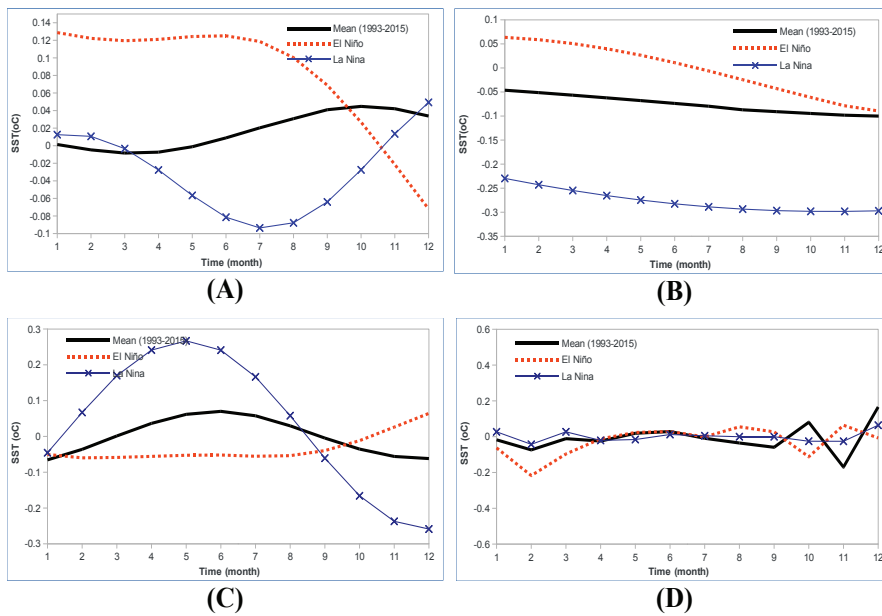 0.14
0.12
0.1
0.08
0.06
0.04
0.02
0
-0.02
-0.04
-0.06
-0.08
-0.1
SST(oC)
1 2 3 4 5 6 7 8 9 10 11 12
Time (month)
Mean (1993-2015)
El Niño
La Nina
(A)
0.1
0.05
0
-0.05
-0.1
-0.15
-0.2
-0.25
-0.3
-0.35
SST(oC)
1 2 3 4 5 6 7 8 9 10 11 12
Time (month)
Mean (1993-2015)
El Niño
La Nina
(B)
0.3
0.2
0.1
0
-0.1
-0.2
-0.3
SST (oC)
1 2 3 4 5 6 7 8 9 10 11 12
Time (month)
Mean (1993-2015)
El Niño
La Nina
(C)
0.6
0.4
0.2
0.0
-0.2
-0.4
-0.6
SST (oC)
1 2 3 4 5 6 7 8 9 10 11 12
Time (month)
Mean (1993-2015)
El Niño
La Nina
(D)